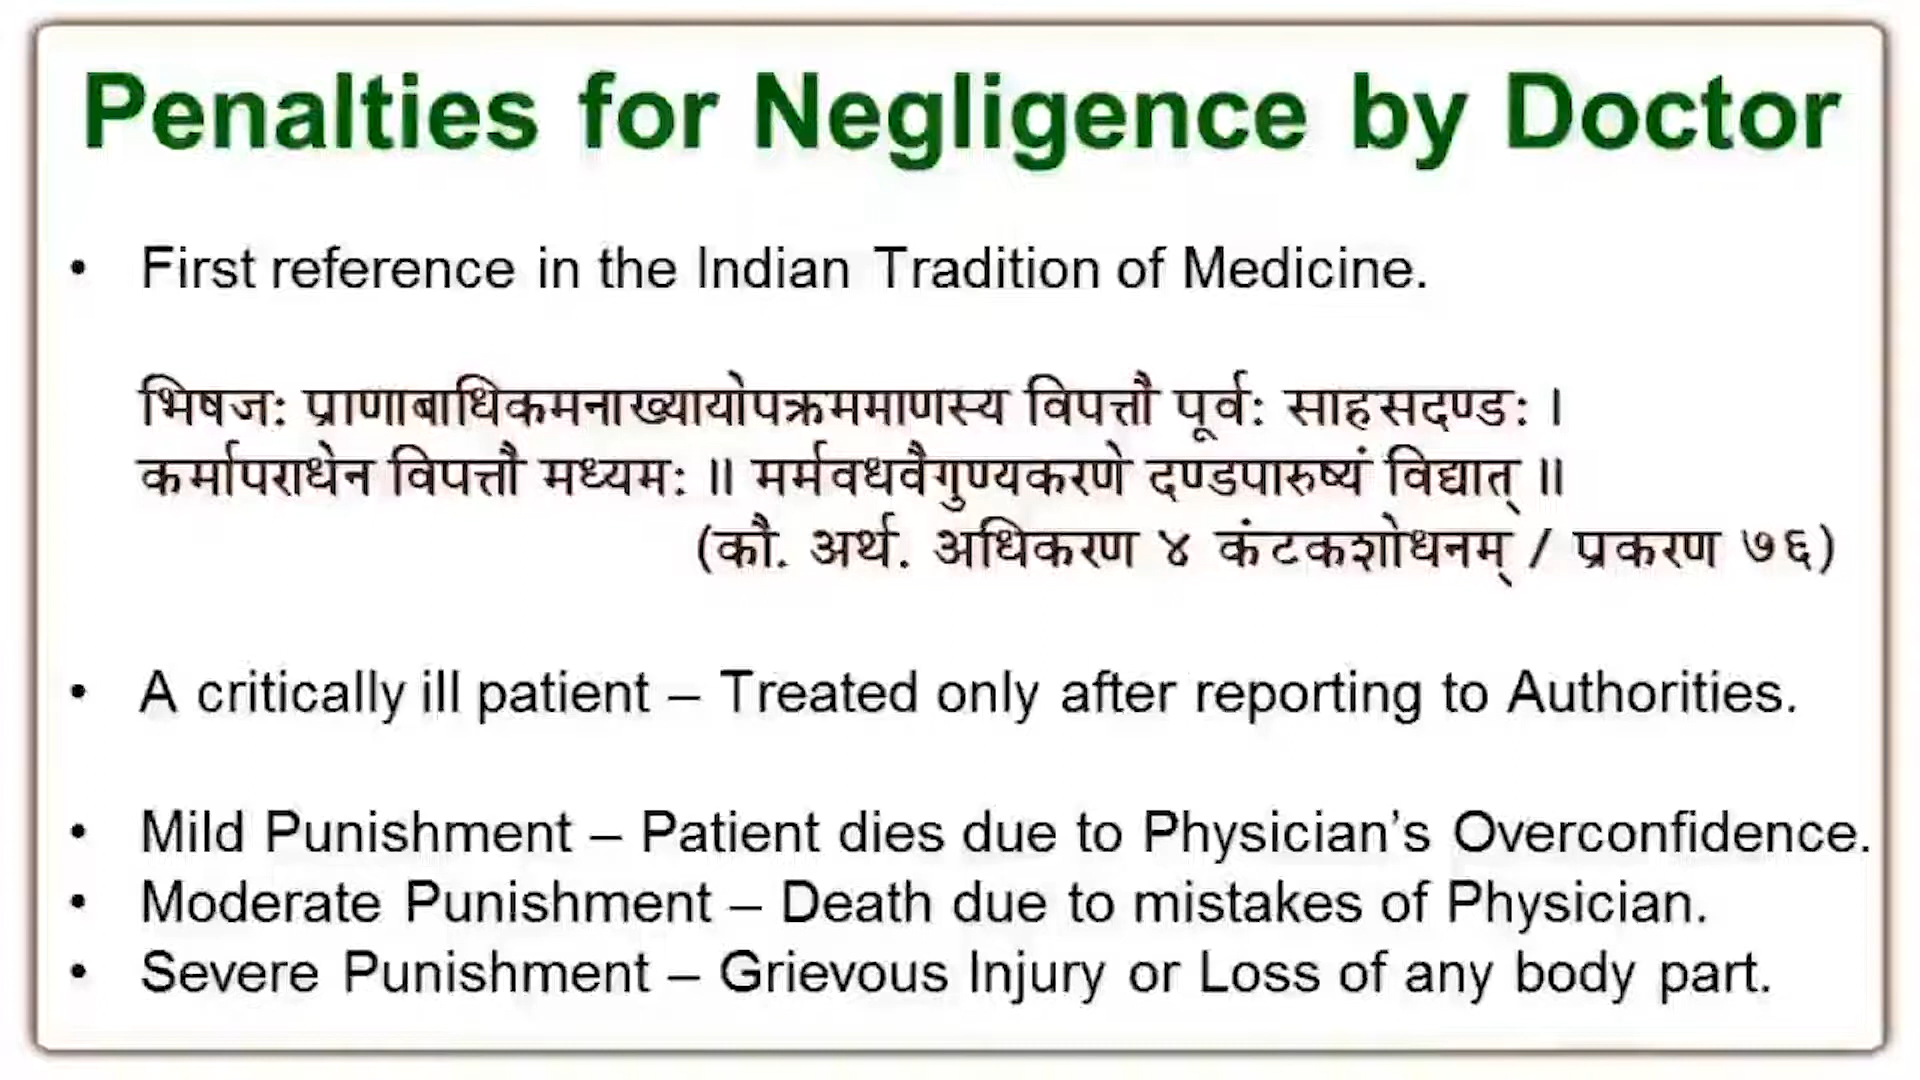 Penalties for Negligence by Doctor
• First reference in the Indian Tradition of Medicine.
भिषजः प्राणाबाधिकमनाख्यायोपक्रममाणस्य विपत्तौ पूर्वः साहसदण्डः ।
कर्मापराधेन विपत्तौ मध्यमः ॥ मर्मवधवैगुण्यकरणे दण्डपारुष्यं विद्यात् ॥
(कौ. अर्थ. अधिकरण ४ कंटकशोधनम् / प्रकरण ७६)
• A critically ill patient – Treated only after reporting to Authorities.
• Mild Punishment – Patient dies due to Physician’s Overconfidence.
• Moderate Punishment – Death due to mistakes of Physician.
• Severe Punishment – Grievous Injury or Loss of any body part.